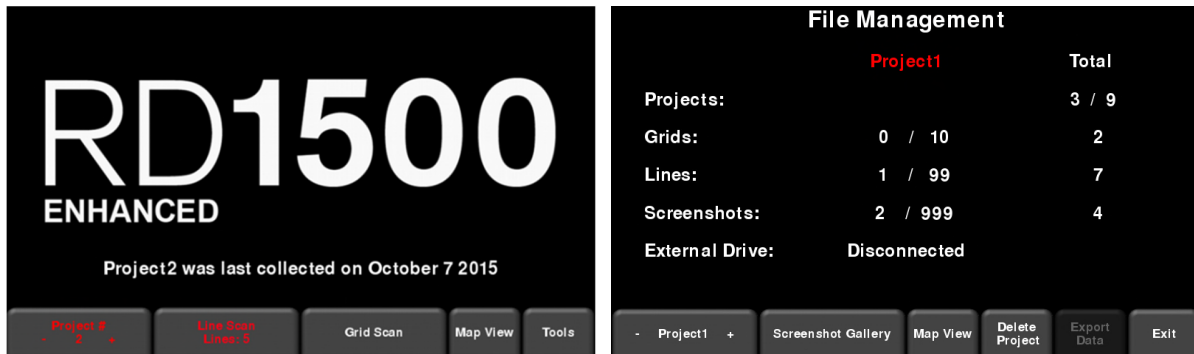 RD1500
ENHANCED
Project2 was last collected on October 7 2015
Project #
- 2 +
Line Scan
Lines: 5
Grid Scan
Map View
Tools
File Management
Project1 Total
Projects: 3 / 9
Grids: 0 / 10 2
Lines: 1 / 99 7
Screenshots: 2 / 999 4
External Drive: Disconnected
- Project1 +
Screenshot Gallery
Map View
Delete
Project
Export
Data
Exit